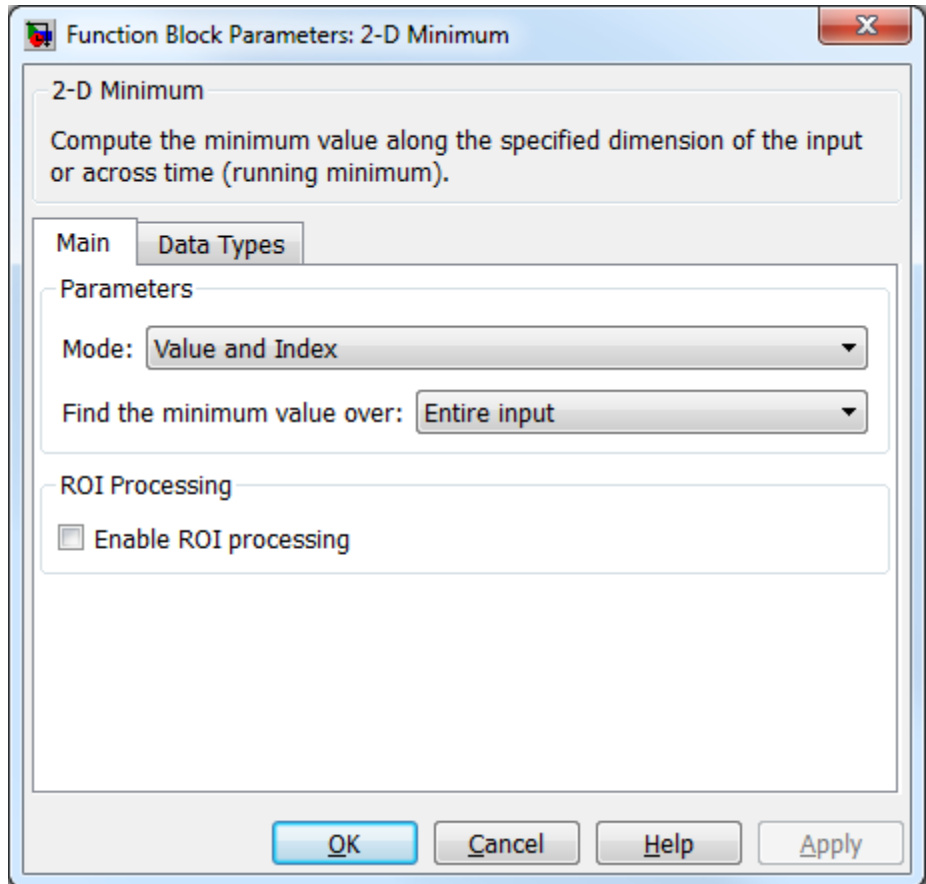 Function Block Parameters: 2-D Minimum
2-D Minimum
Compute the minimum value along the specified dimension of the input
or across time (running minimum).
Main Data Types
Parameters
Mode: Value and Index
Find the minimum value over: Entire input
ROI Processing
Enable ROI processing
OK Cancel Help Apply